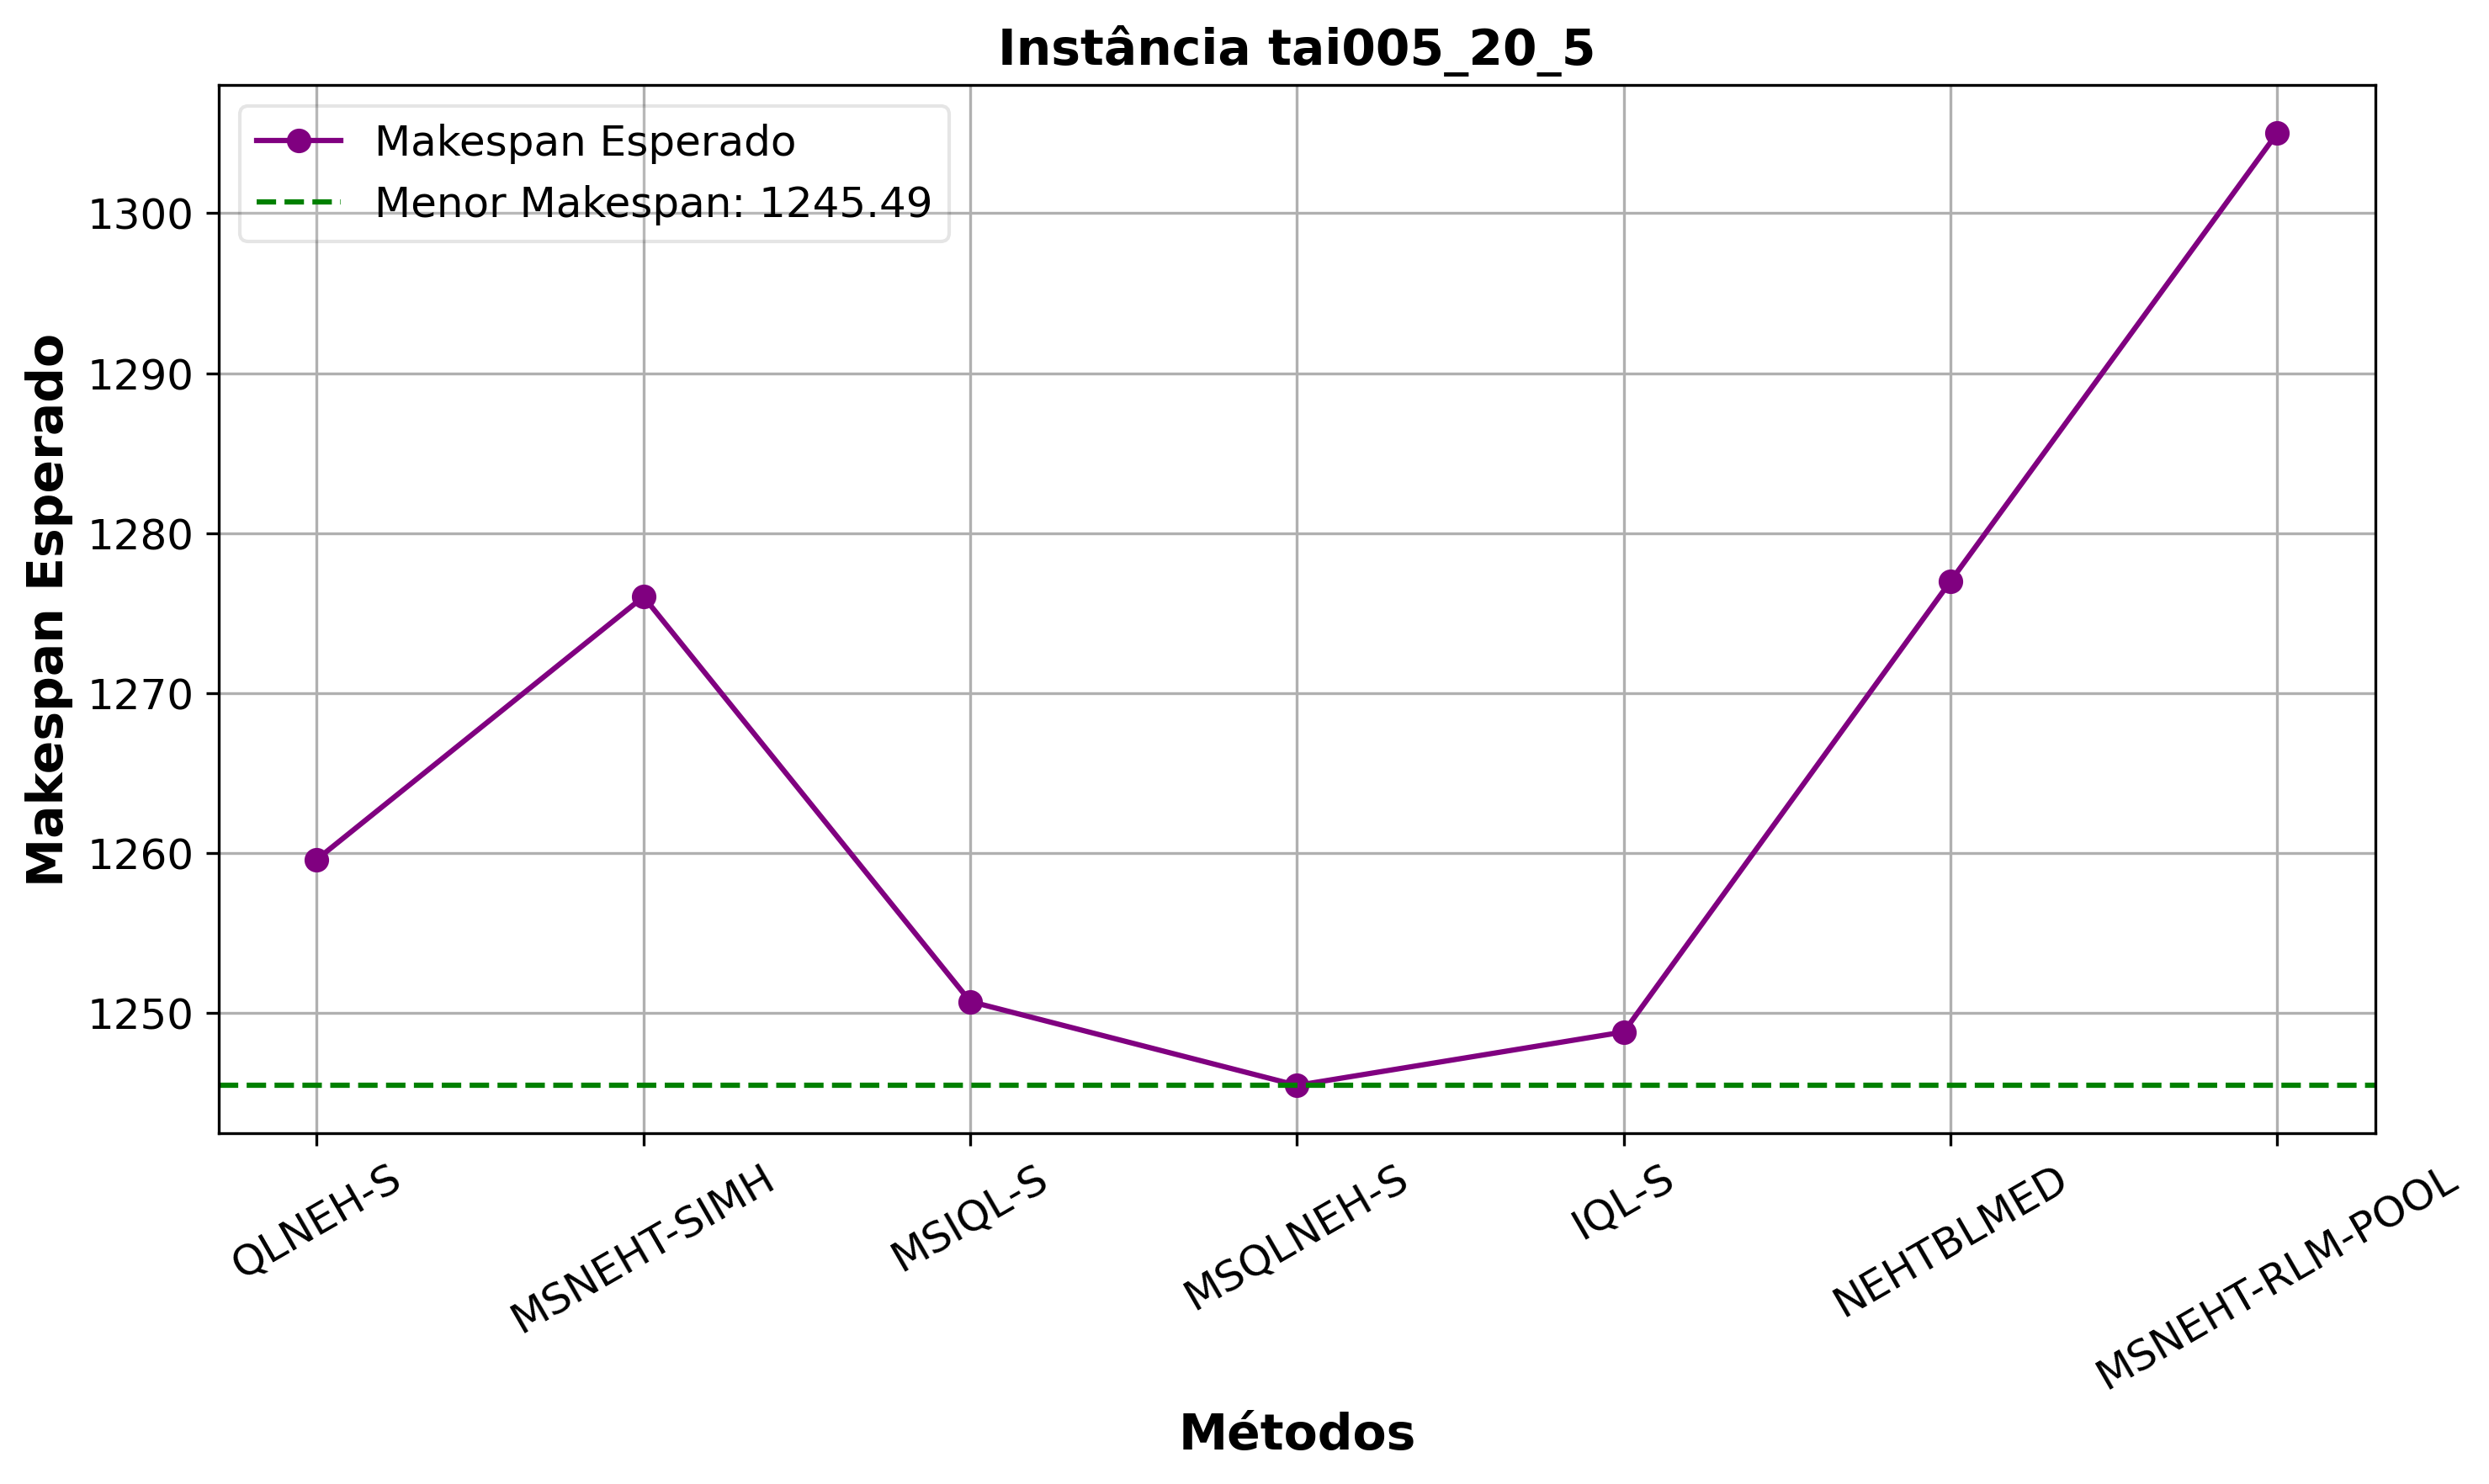 Instância tai005_20_5
Makespan Esperado
Menor Makespan: 1245.49
Makespan Esperado
1300
1290
1280
1270
1260
1250
QLNEH-S
MSNEHT-SIMH
MSIQL-S
MSQLNEH-S
IQL-S
NEHTBLMED
MSNEHT-RLM-POOL
Métodos